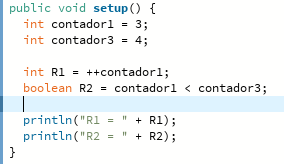 public void setup() {
int contador1 = 3;
int contador3 = 4;
int R1 = ++contador1;
boolean R2 = contador1 < contador3;
println("R1 = " + R1);
println("R2 = " + R2);
}